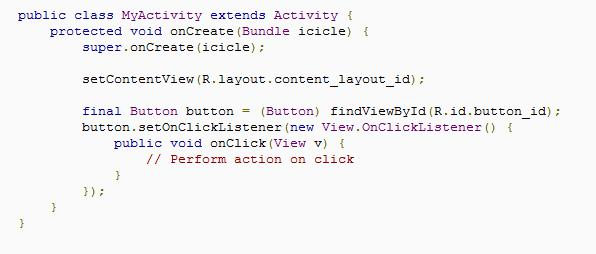 public class MyActivity extends Activity {
    protected void onCreate(Bundle icicle) {
        super.onCreate(icicle);

        setContentView(R.layout.content_layout_id);

        final Button button = (Button) findViewById(R.id.button_id);
        button.setOnClickListener(new View.OnClickListener() {
            public void onClick(View v) {
                // Perform action on click
            }
        });
    }
}